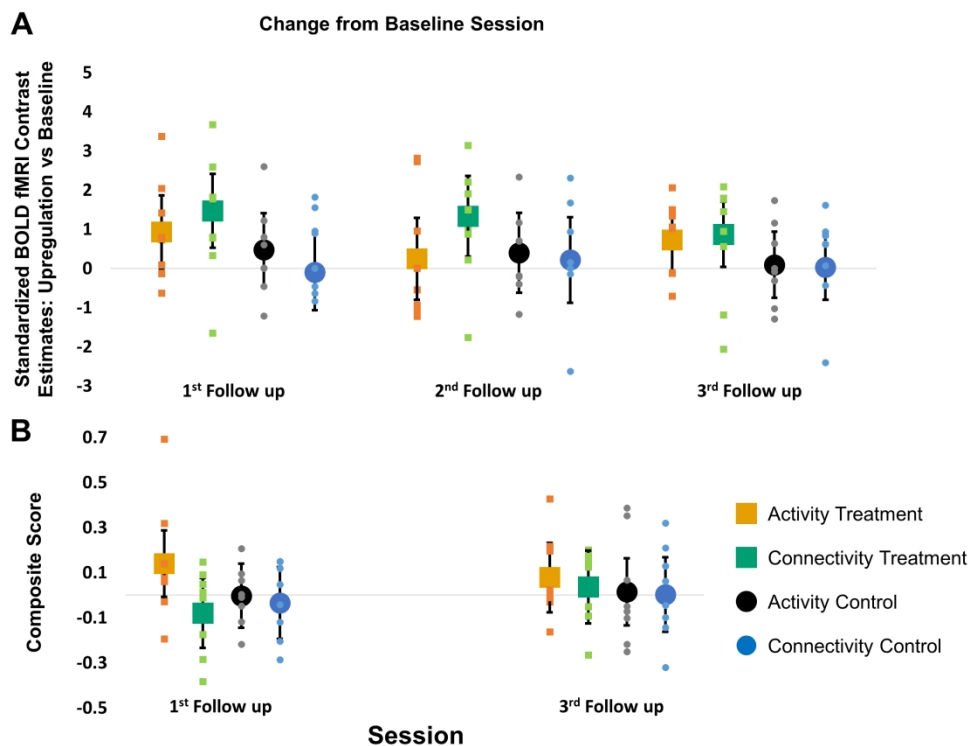 A
Change from Baseline Session
Standardized BOLD fMRI Contrast
Estimates: Upregulation vs Baseline
5
4
3
2
1
0
-1
-2
-3
1st Follow up
2nd Follow up
3rd Follow up
B
Composite Score
0.7
0.5
0.3
0.1
-0.1
-0.3
-0.5
1st Follow up
3rd Follow up
Session
Activity Treatment
Connectivity Treatment
Activity Control
Connectivity Control